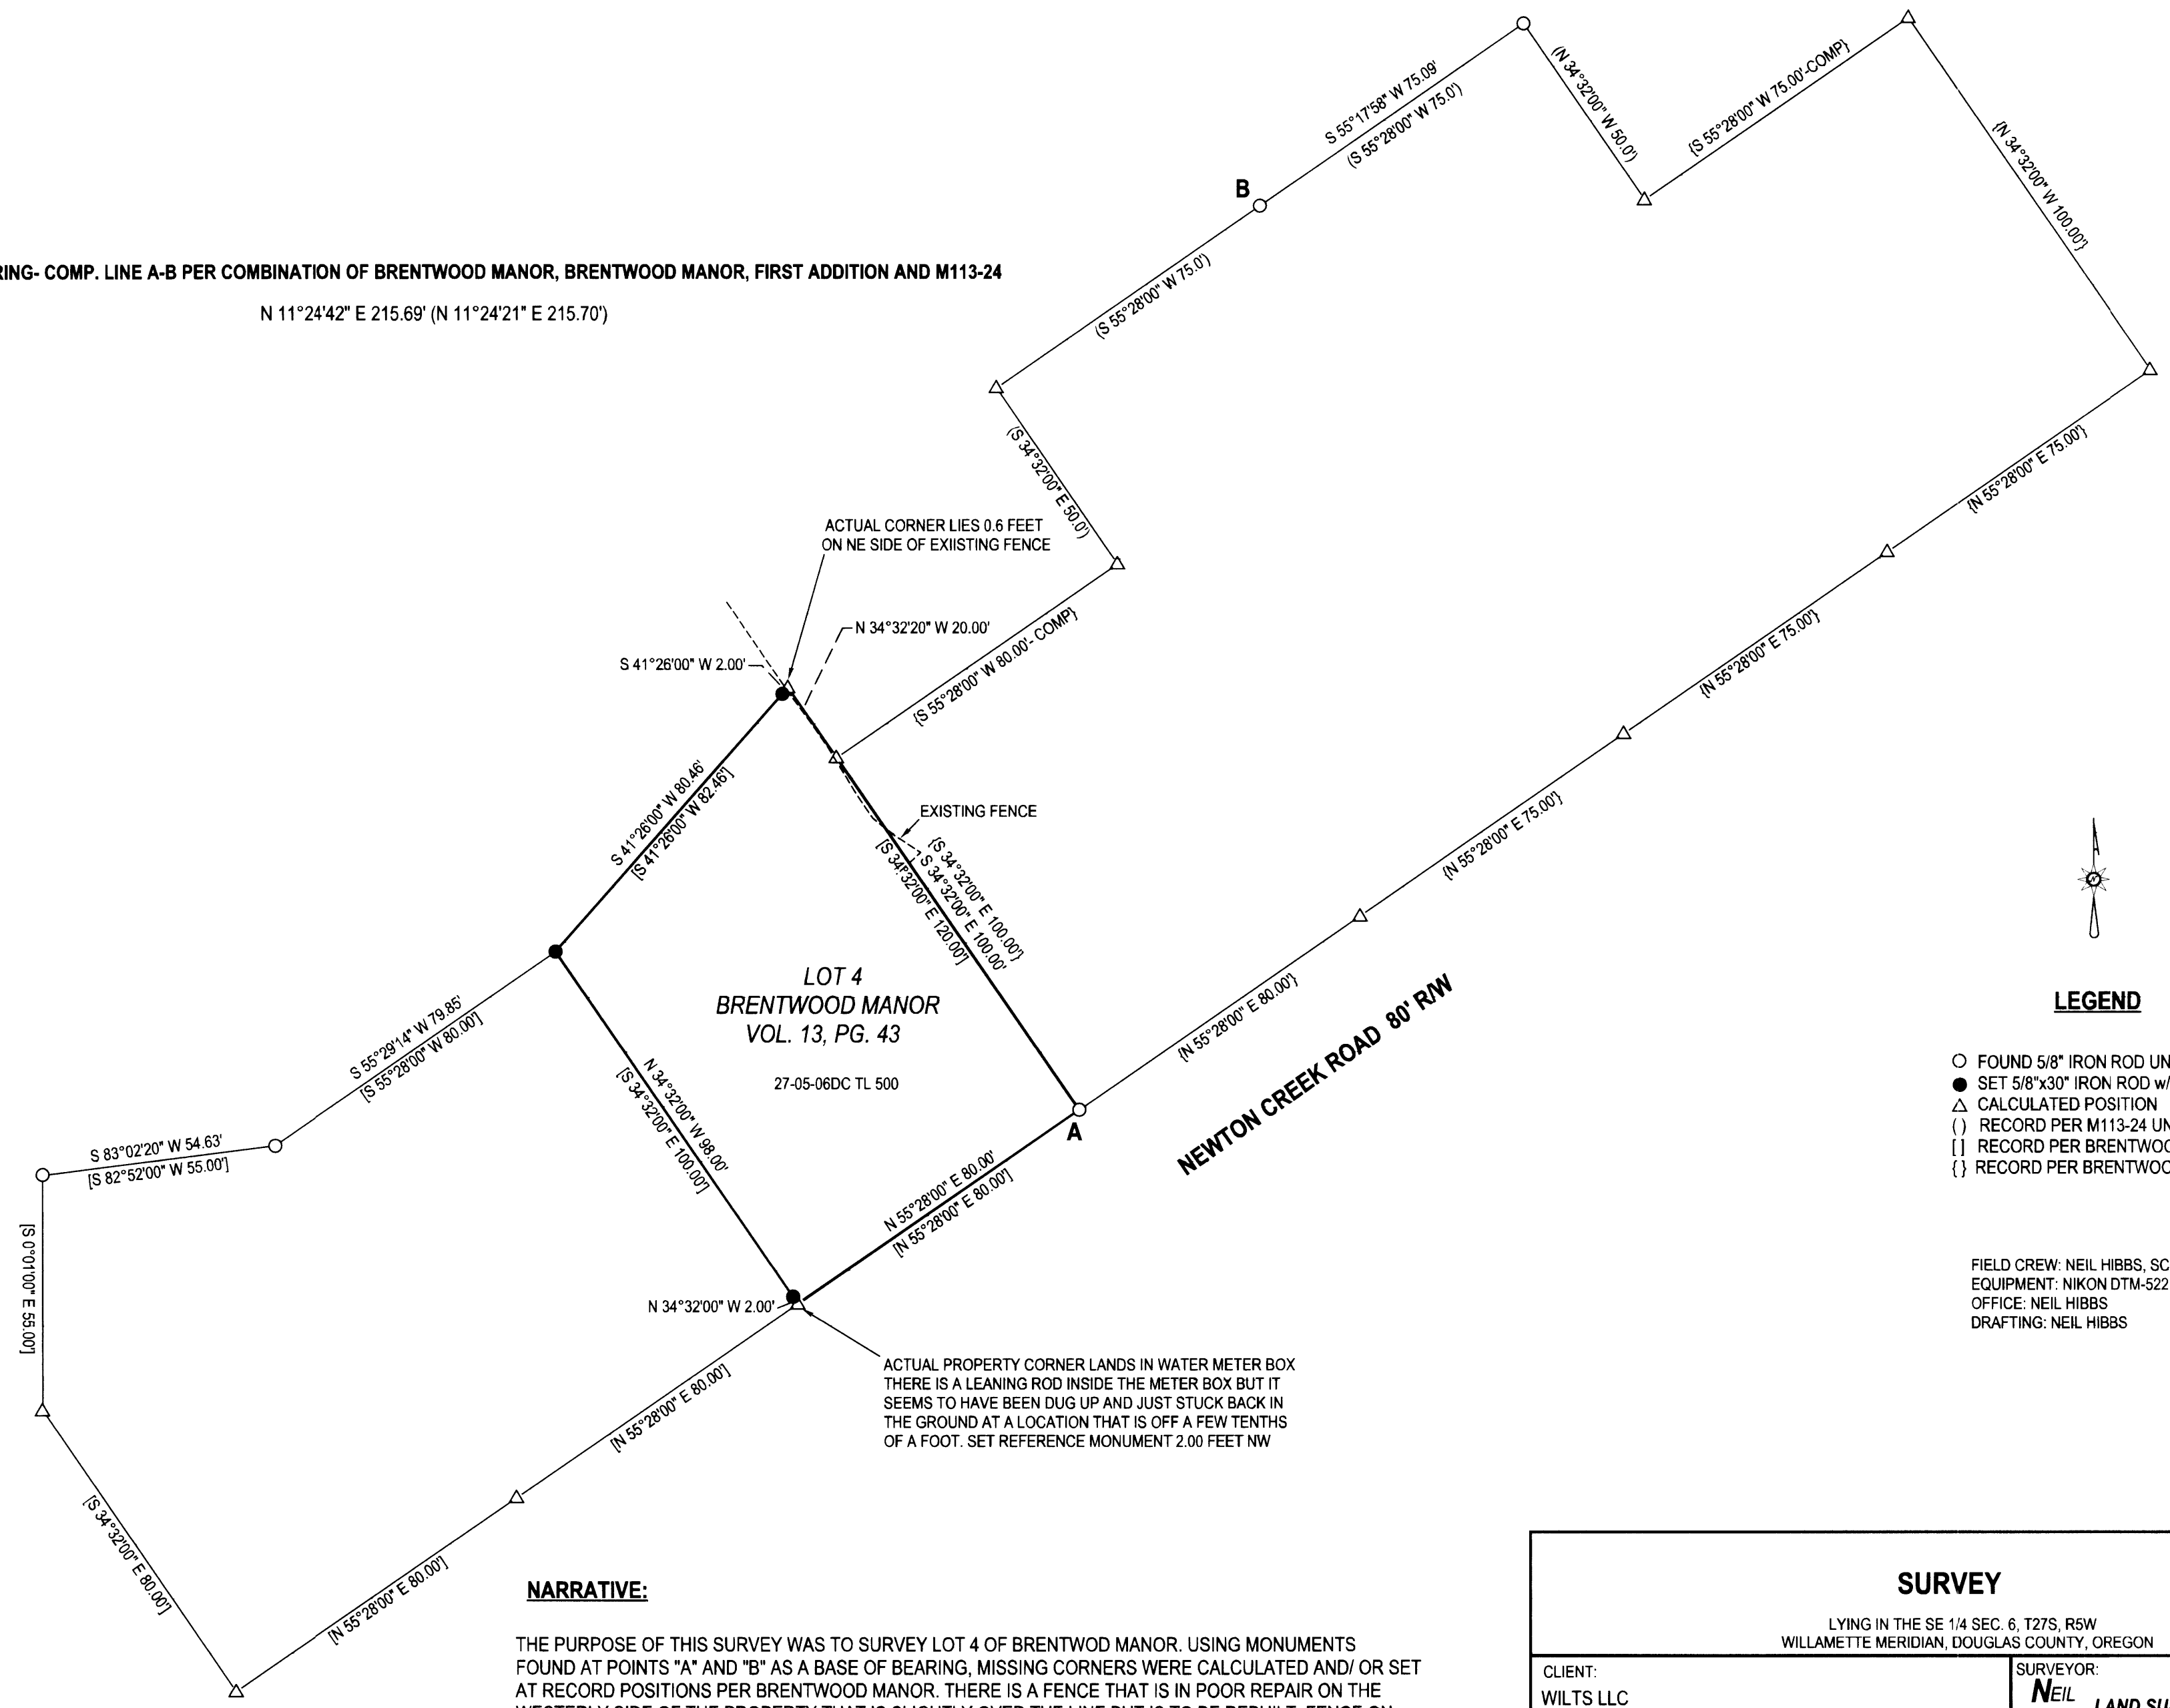 S 55°17'58" W 75.09'
(S 55°28'00" W 75.0')
(N 34°32'00" W 50.0')
{S 55°28'00" W 75.00'-COMP}
{N 34°32'00" W 100.00'}
B
COMP. LINE A-B PER COMBINATION OF BRENTWOOD MANOR, BRENTWOOD MANOR, FIRST ADDITION AND M113-24
N 11°24'42" E 215.69' (N 11°24'21" E 215.70')
(S 55°28'00" W 75.0')
(S 34°32'00" E 50.0')
{N 55°28'00" E 75.00'}
ACTUAL CORNER LIES 0.6 FEET
ON NE SIDE OF EXIISTING FENCE
N 34°32'20" W 20.00'
S 41°26'00" W 2.00'
{S 55°28'00" W 80.00'- COMP}
{N 55°28'00" E 75.00'}
S 41°26'00" W 80.46'
[S 41°26'00" W 82.46']
EXISTING FENCE
{S 34°32'00" E 100.00'}
S 34°32'00" E 100.00'
[S 34°32'00" E 120.00']
{N 55°28'00" E 75.00'}
LOT 4
BRENTWOOD MANOR
VOL. 13, PG. 43
27-05-06DC TL 500
{N 55°28'00" E 80.00'}
NEWTON CREEK ROAD 80' R/W
S 55°29'14" W 79.85'
[S 55°28'00" W 80.00']
N 34°32'00" W 98.00'
[S 34°32'00" E 100.00']
A
S 83°02'20" W 54.63'
[S 82°52'00" W 55.00']
N 55°28'00" E 80.00'
[N 55°28'00" E 80.00']
[S 0°01'00" E 55.00']
N 34°32'00" W 2.00'
ACTUAL PROPERTY CORNER LANDS IN WATER METER BOX
THERE IS A LEANING ROD INSIDE THE METER BOX BUT IT
SEEMS TO HAVE BEEN DUG UP AND JUST STUCK BACK IN
THE GROUND AT A LOCATION THAT IS OFF A FEW TENTHS
OF A FOOT. SET REFERENCE MONUMENT 2.00 FEET NW
[N 55°28'00" E 80.00']
[S 34°32'00" E 80.00']
[N 55°28'00" E 80.00']
LEGEND
FOUND 5/8" IRON ROD
SET 5/8"x30" IRON ROD w/
CALCULATED POSITION
( ) RECORD PER M113-24
[ ] RECORD PER
{ } RECORD PER
FIELD CREW: NEIL HIBBS,
EQUIPMENT: NIKON DTM-522
OFFICE: NEIL HIBBS
DRAFTING: NEIL HIBBS
NARRATIVE:
THE PURPOSE OF THIS SURVEY WAS TO SURVEY LOT 4 OF BRENTWOD MANOR. USING MONUMENTS
FOUND AT POINTS "A" AND "B" AS A BASE OF BEARING, MISSING CORNERS WERE CALCULATED AND/ OR SET
AT RECORD POSITIONS PER BRENTWOOD MANOR. THERE IS A FENCE THAT IS IN POOR REPAIR ON THE
WESTERLY SIDE OF THE PROPERTY THAT IS SLIGHTLY OVER THE LINE BUT IS TO BE REBUILT. FENCE ON
SURVEY
LYING IN THE SE 1/4 SEC. 6, T27S, R5W
WILLAMETTE MERIDIAN, DOUGLAS COUNTY, OREGON
CLIENT:
WILTS LLC
SURVEYOR:
NEIL
LAND